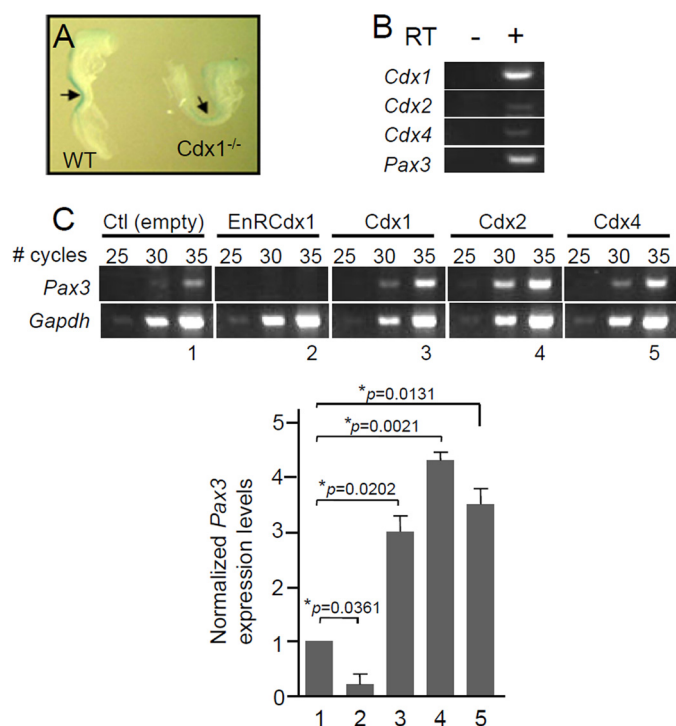 A
WT
Cdx1-/-
B
RT - +
Cdx1
Cdx2
Cdx4
Pax3
C
Ctl (empty) EnRCdx1 Cdx1 Cdx2 Cdx4
# cycles 25 30 35 25 30 35 25 30 35 25 30 35 25 30 35
Pax3
Gapdh
1 2 3 4 5
*p=0.0131
*p=0.0021
*p=0.0202
*p=0.0361
Normalized Pax3
expression levels
5
4
3
2
1
0
1 2 3 4 5